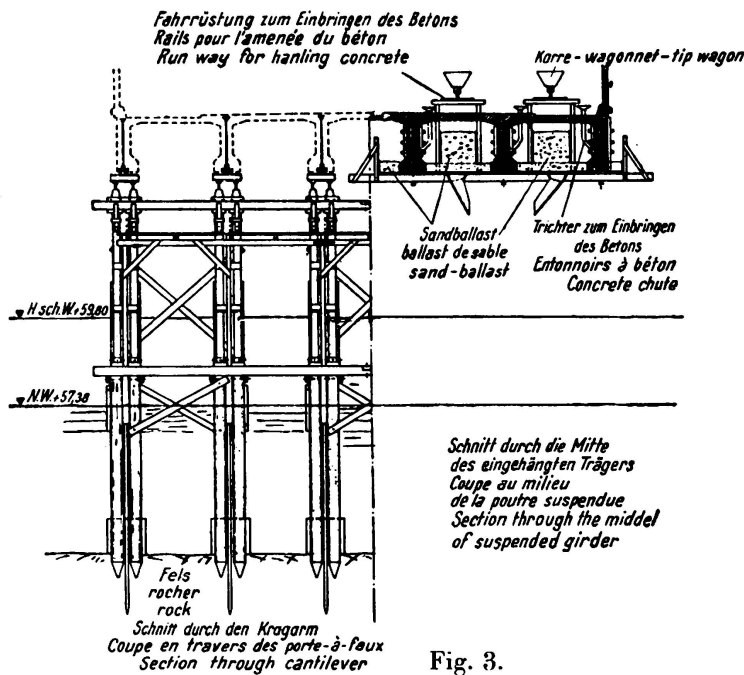 Fahrrüstung zum Einbringen des Betons
Rails pour l'amenée du béton
Run way for hanling concrete
Karre-wagonnet-tip wagon
Sandballast
ballast de sable
sand-ballast
Trichter zum Einbringen
des Betons
Entonnoirs à béton
Concrete chute
H sch.W.+59,80
N.W.+57,38
Schnitt durch die Mitte
des eingehängten Trägers
Coupe au milieu
de la poutre suspendue
Section through the middel
of suspended girder
Fels
rocher
rock
Schnitt durch den Kragarm
Coupe en travers des porte-à-faux
Section through cantilever
Fig. 3.